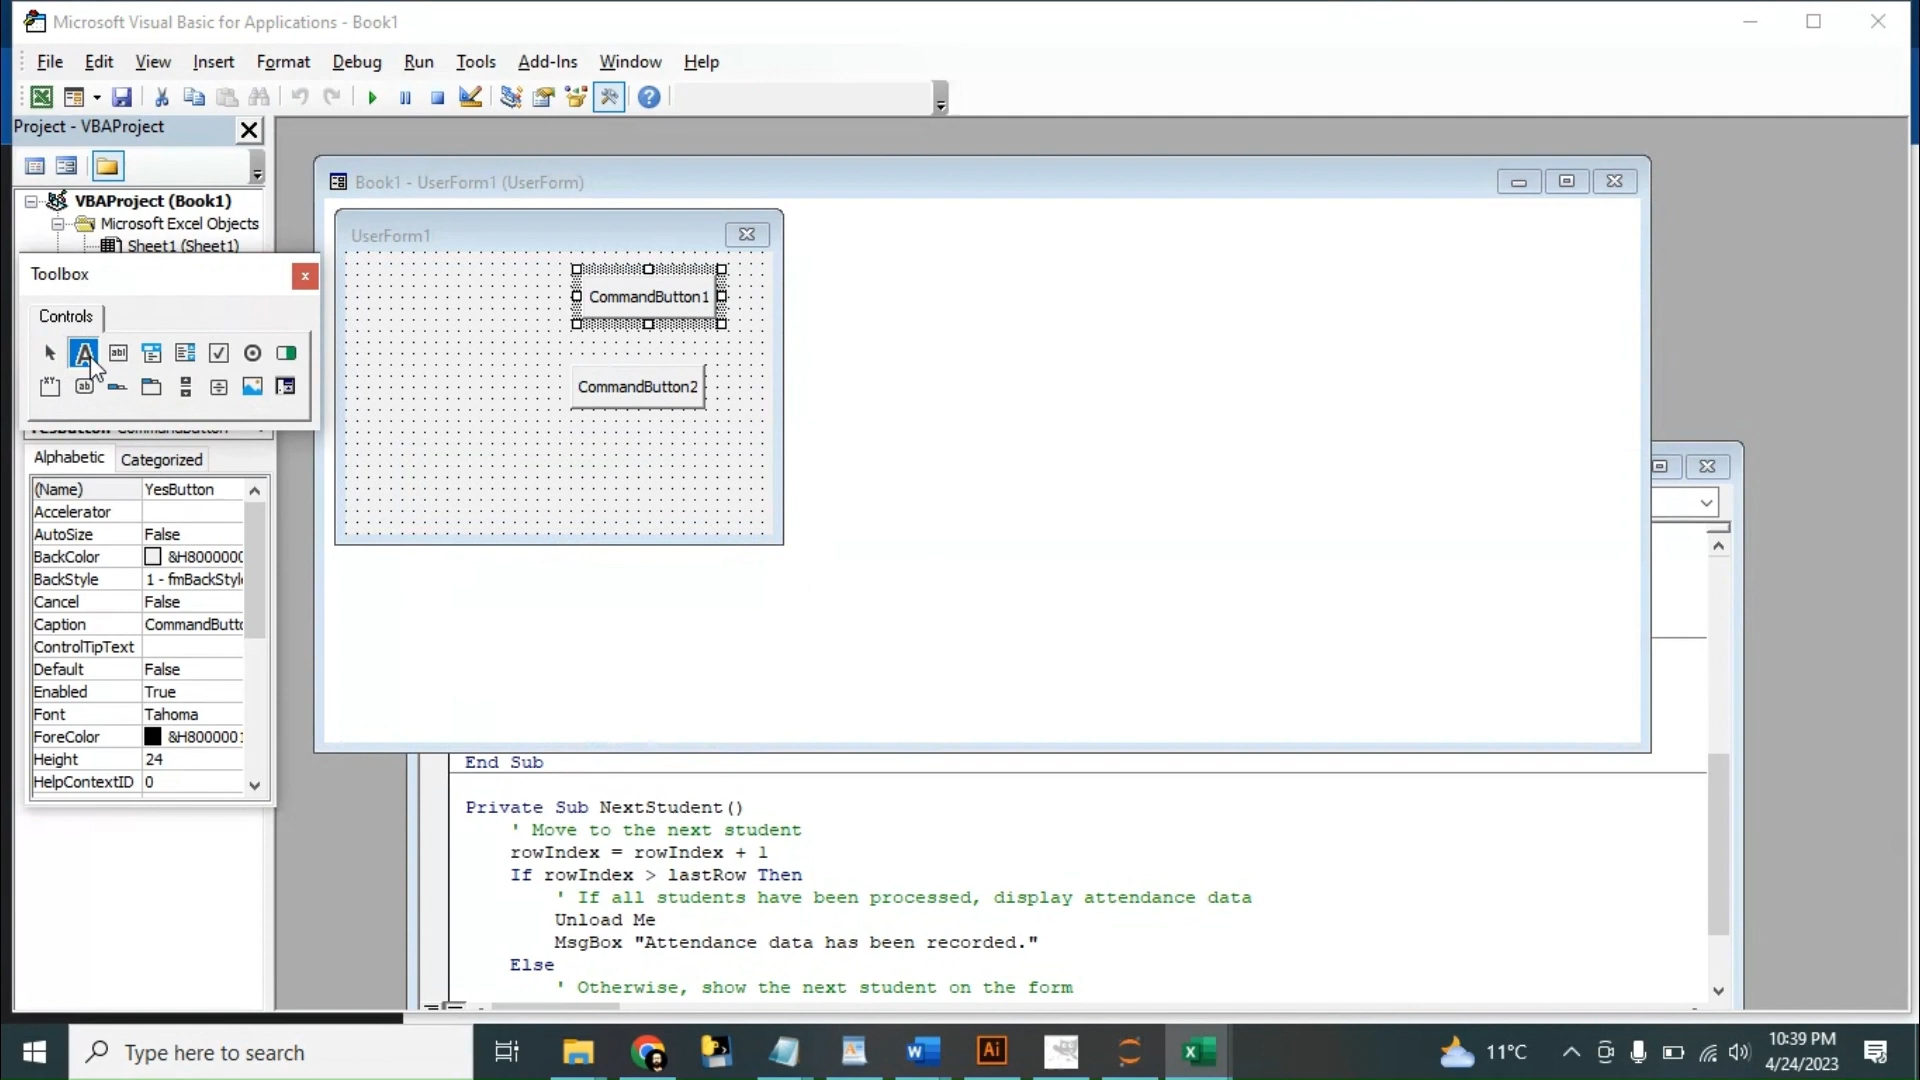 Microsoft Visual Basic for Applications - Book1
File Edit View Insert Format Debug Run Tools Add-Ins Window Help
Project - VBAProject
VBAProject (Book1)
Microsoft Excel Objects
Sheet1 (Sheet1)
Toolbox
Controls
Alphabetic Categorized
(Name) YesButton
Accelerator
AutoSize False
BackColor &H8000000
BackStyle 1 - fmBackStyl
Cancel False
Caption CommandButto
ControlTipText
Default False
Enabled True
Font Tahoma
ForeColor &H8000001
Height 24
HelpContextID 0
Book1 - UserForm1 (UserForm)
UserForm1
CommandButton1
CommandButton2
End Sub
Private Sub NextStudent()
' Move to the next student
rowIndex = rowIndex + 1
If rowIndex > lastRow Then
' If all students have been processed, display attendance data
Unload Me
MsgBox "Attendance data has been recorded."
Else
' Otherwise, show the next student on the form
Type here to search
11°C
10:39 PM
4/24/2023